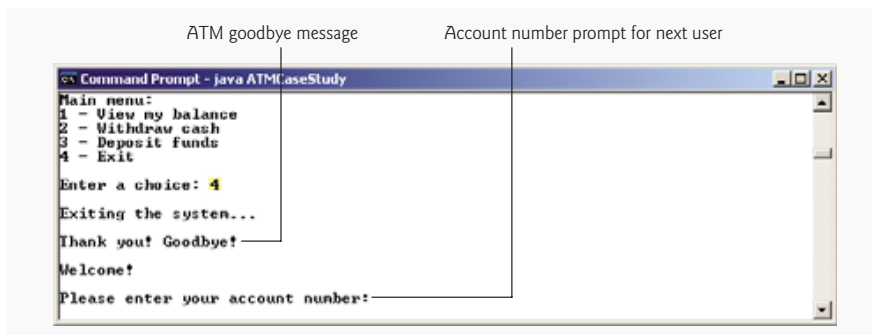 ATM goodbye message
Account number prompt for next user
Command Prompt - java ATMCaseStudy
Main menu:
1 - View my balance
2 - Withdraw cash
3 - Deposit funds
4 - Exit
Enter a choice: 4
Exiting the system...
Thank you! Goodbye!
Welcome!
Please enter your account number: